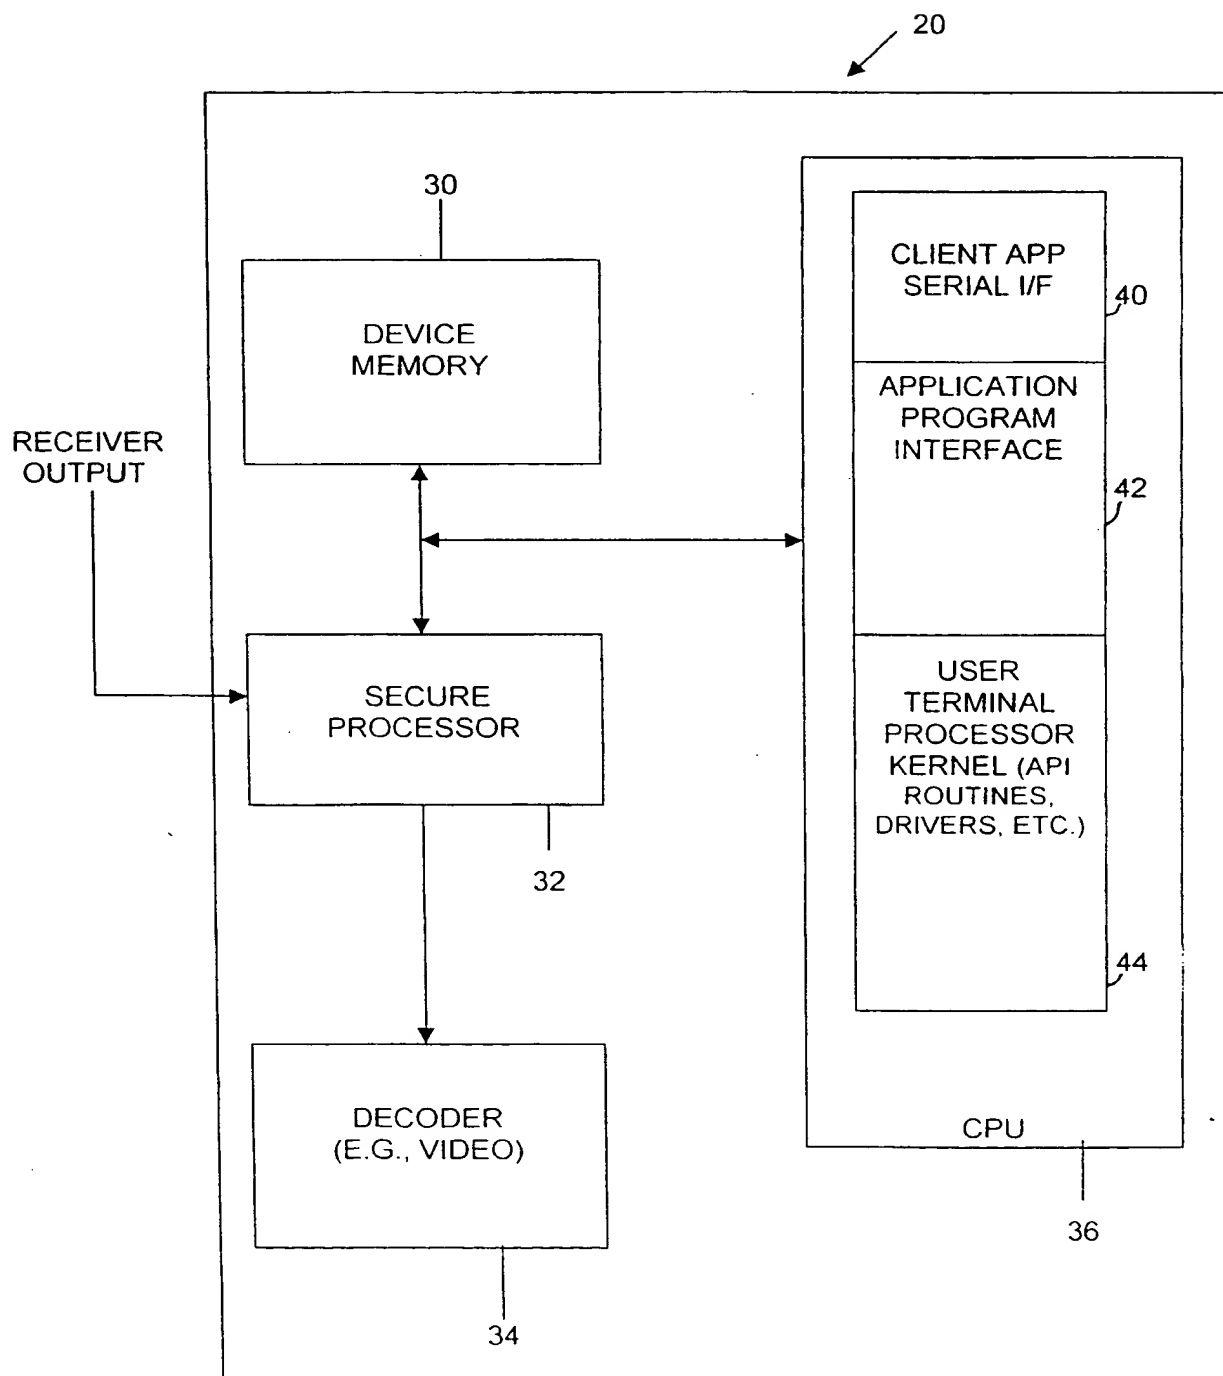 20
30
DEVICE
MEMORY
RECEIVER
OUTPUT
SECURE
PROCESSOR
32
DECODER
(E.G., VIDEO)
34
CLIENT APP
SERIAL I/F
40
APPLICATION
PROGRAM
INTERFACE
42
USER
TERMINAL
PROCESSOR
KERNEL (API
ROUTINES,
DRIVERS, ETC.)
44
CPU
36